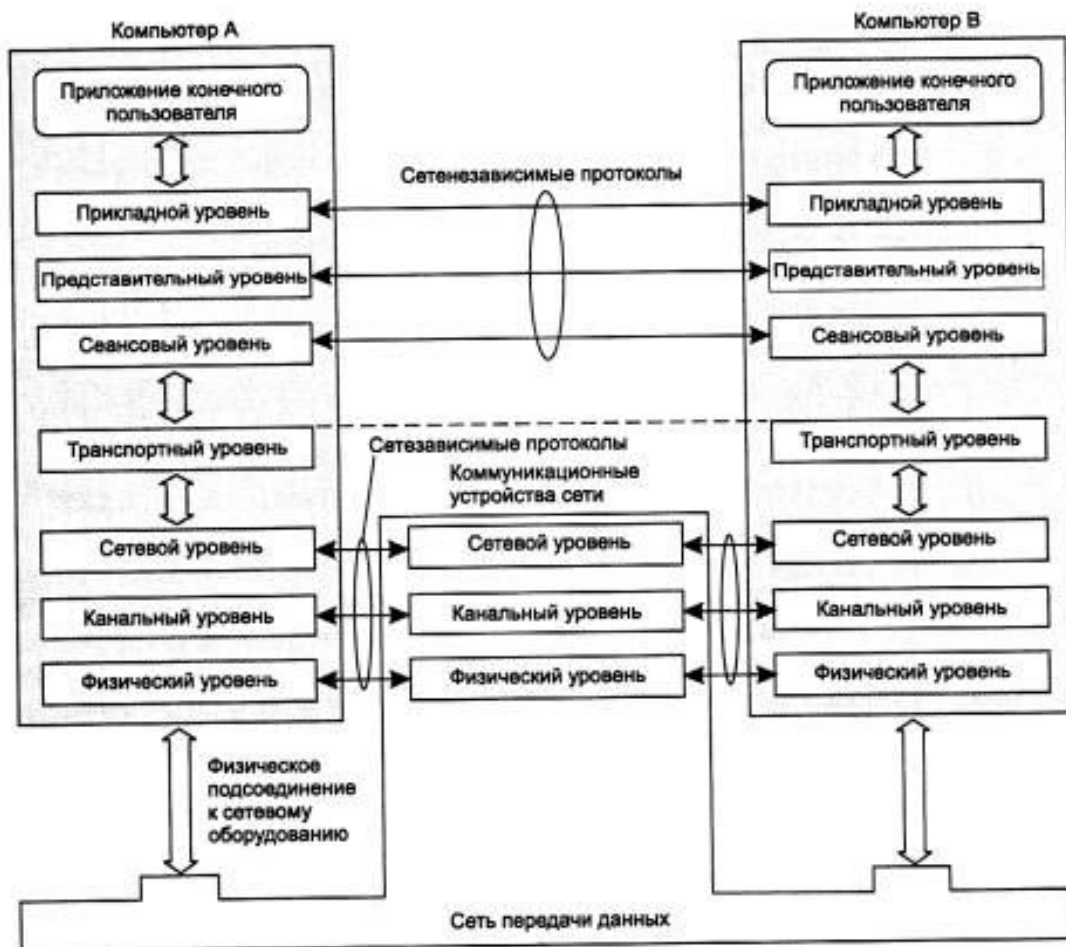 Компьютер А
Компьютер В
Приложение конечного
пользователя
Приложение конечного
пользователя
Сетенезависимые протоколы
Прикладной уровень
Прикладной уровень
Представительный уровень
Представительный уровень
Сеансовый уровень
Сеансовый уровень
Транспортный уровень
Транспортный уровень
Сетезависимые протоколы
Коммуникационные
устройства сети
Сетевой уровень
Сетевой уровень
Сетевой уровень
Канальный уровень
Канальный уровень
Канальный уровень
Физический уровень
Физический уровень
Физический уровень
Физическое
подсоединение
к сетевому
оборудованию
Сеть передачи данных